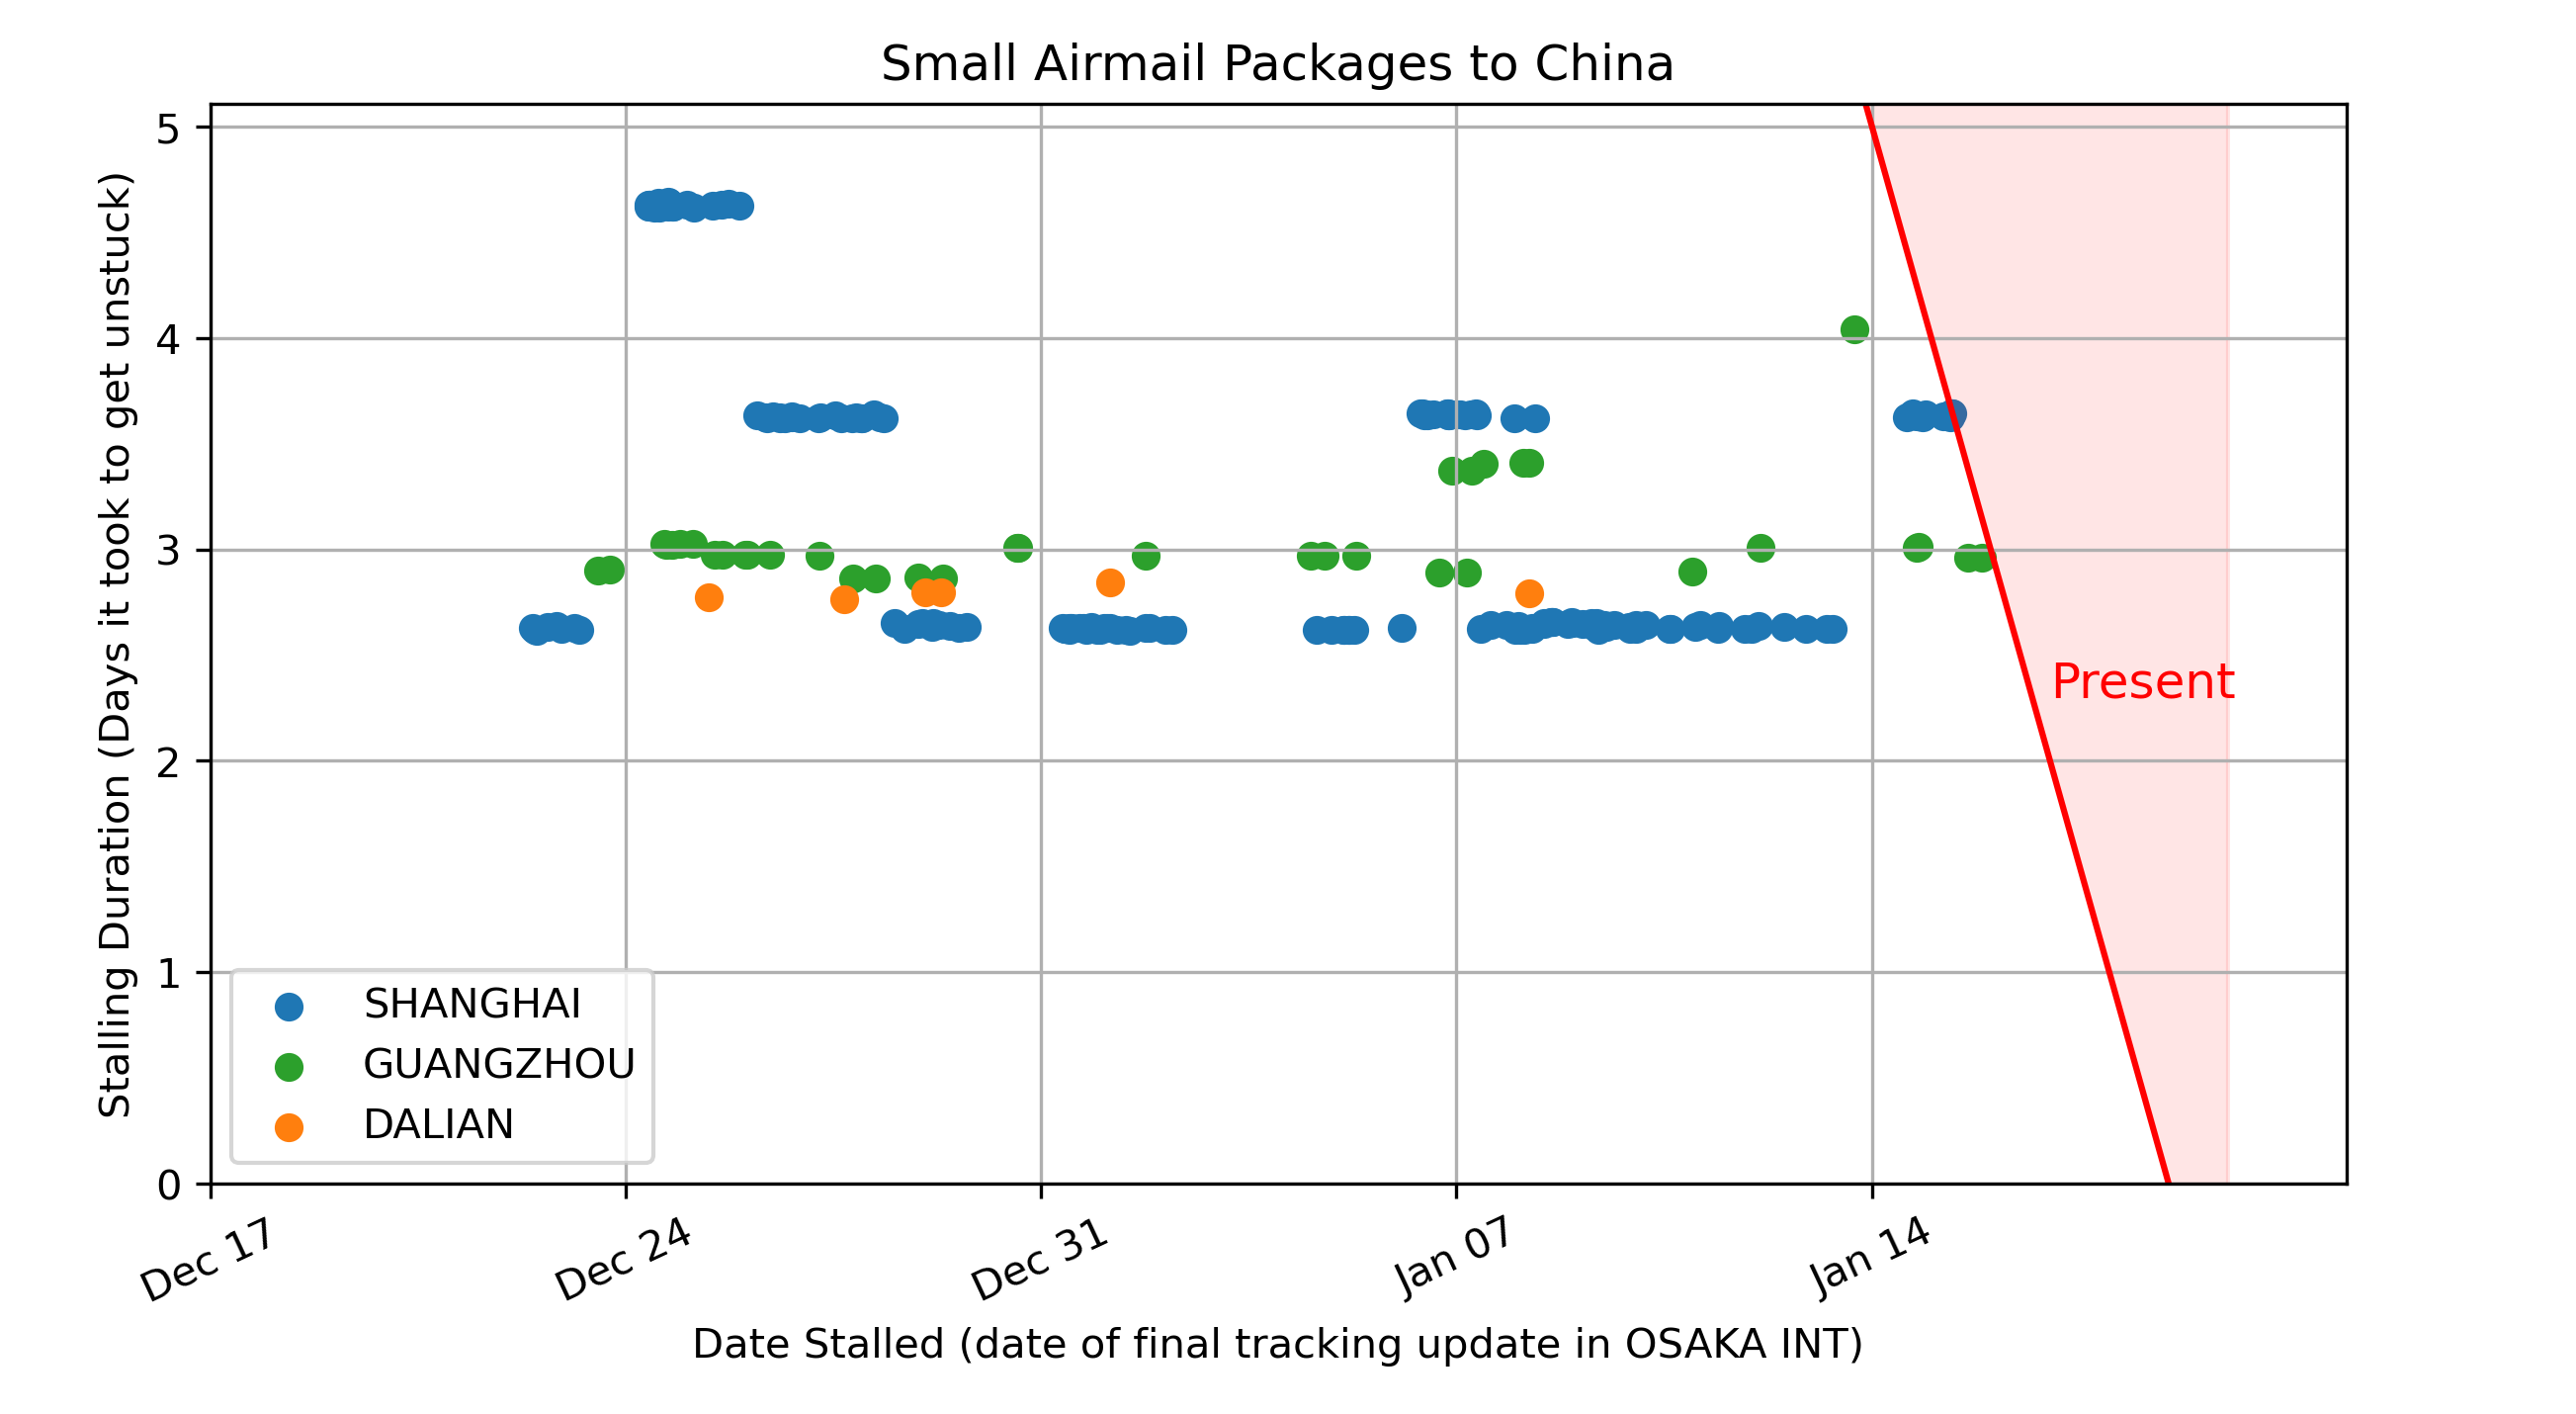 Small Airmail Packages to China
Stalling Duration (Days it took to get unstuck)
5
4
3
2
1
0
Present
SHANGHAI
GUANGZHOU
DALIAN
Dec 17
Dec 24
Dec 31
Jan 07
Jan 14
Date Stalled (date of final tracking update in OSAKA INT)